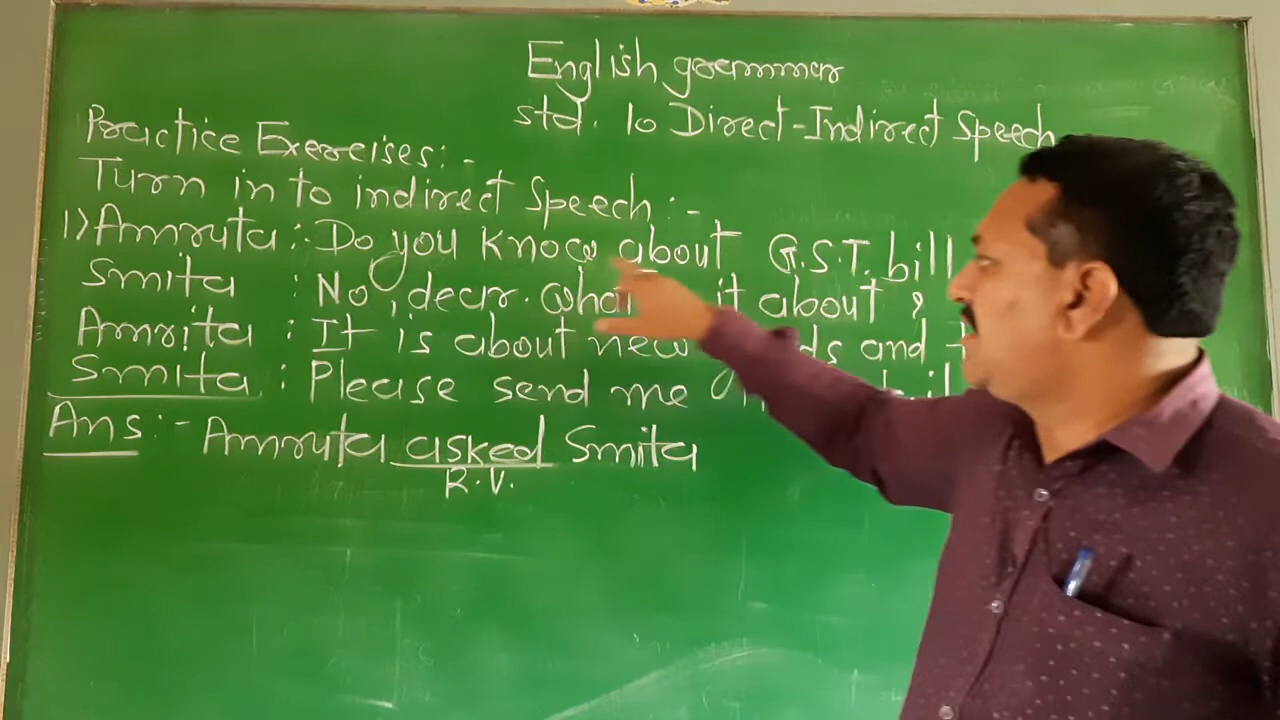 English grammar
std. 10 Direct-Indirect Speech
Practice Exercises:-
Turn in to indirect Speech:-
1) Amruta: Do you know about G.S.T. bill
Smita : No, dear. what it about ?
Amrita : It is about new and
Smita : Please send me
Ans:- Amruta asked Smita
R.V.